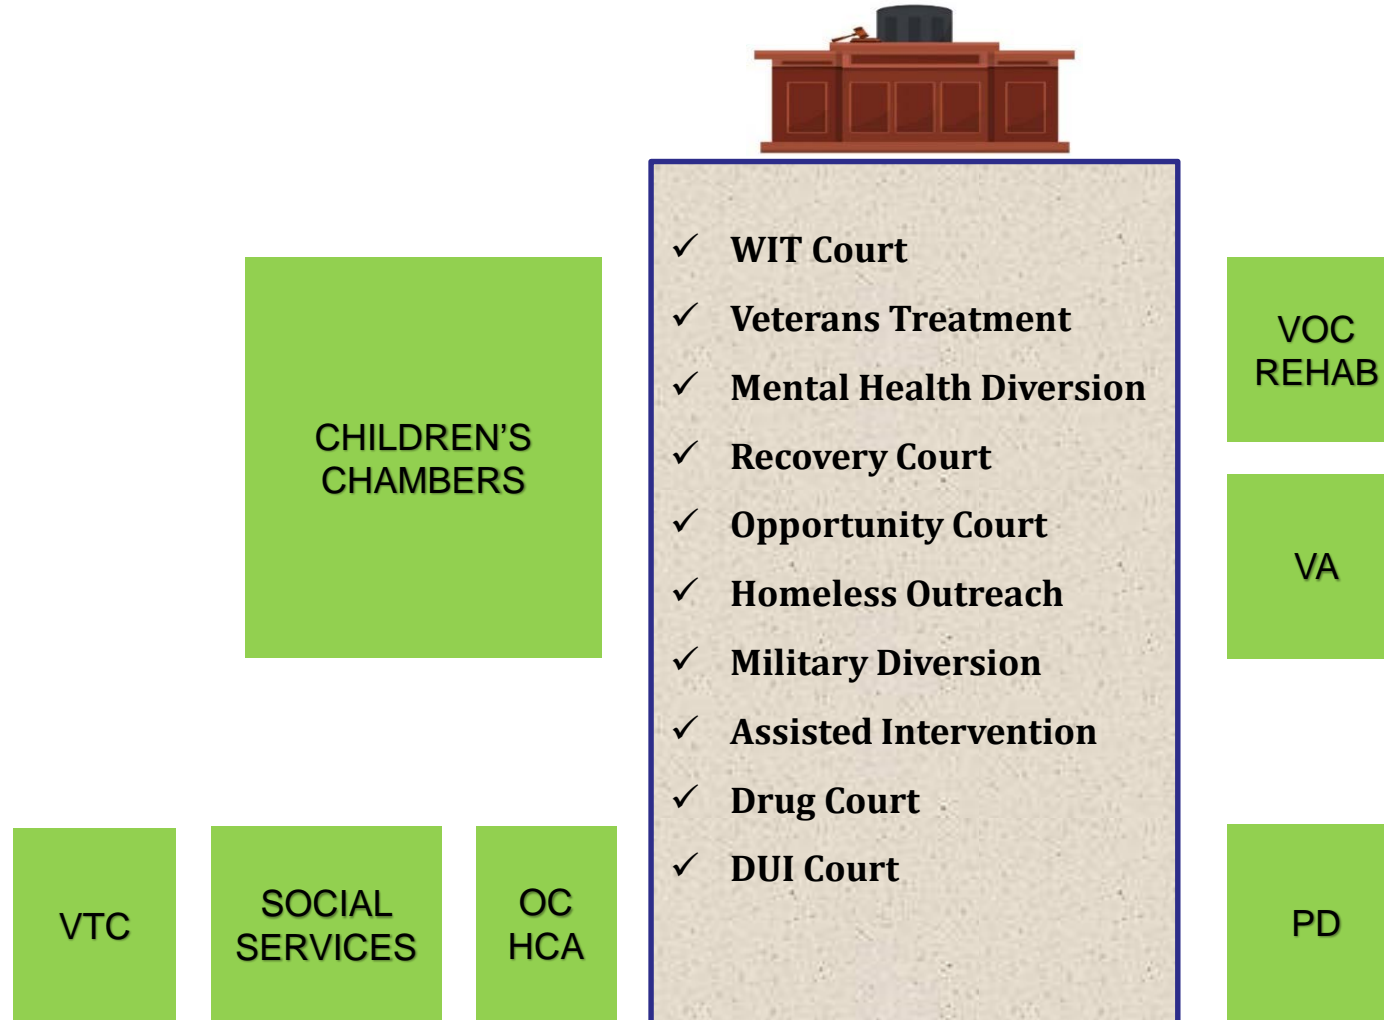 CHILDREN'S
CHAMBERS
✓ WIT Court
✓ Veterans Treatment
✓ Mental Health Diversion
✓ Recovery Court
✓ Opportunity Court
✓ Homeless Outreach
✓ Military Diversion
✓ Assisted Intervention
✓ Drug Court
✓ DUI Court
VOC
REHAB
VA
VTC
SOCIAL
SERVICES
OC
HCA
PD